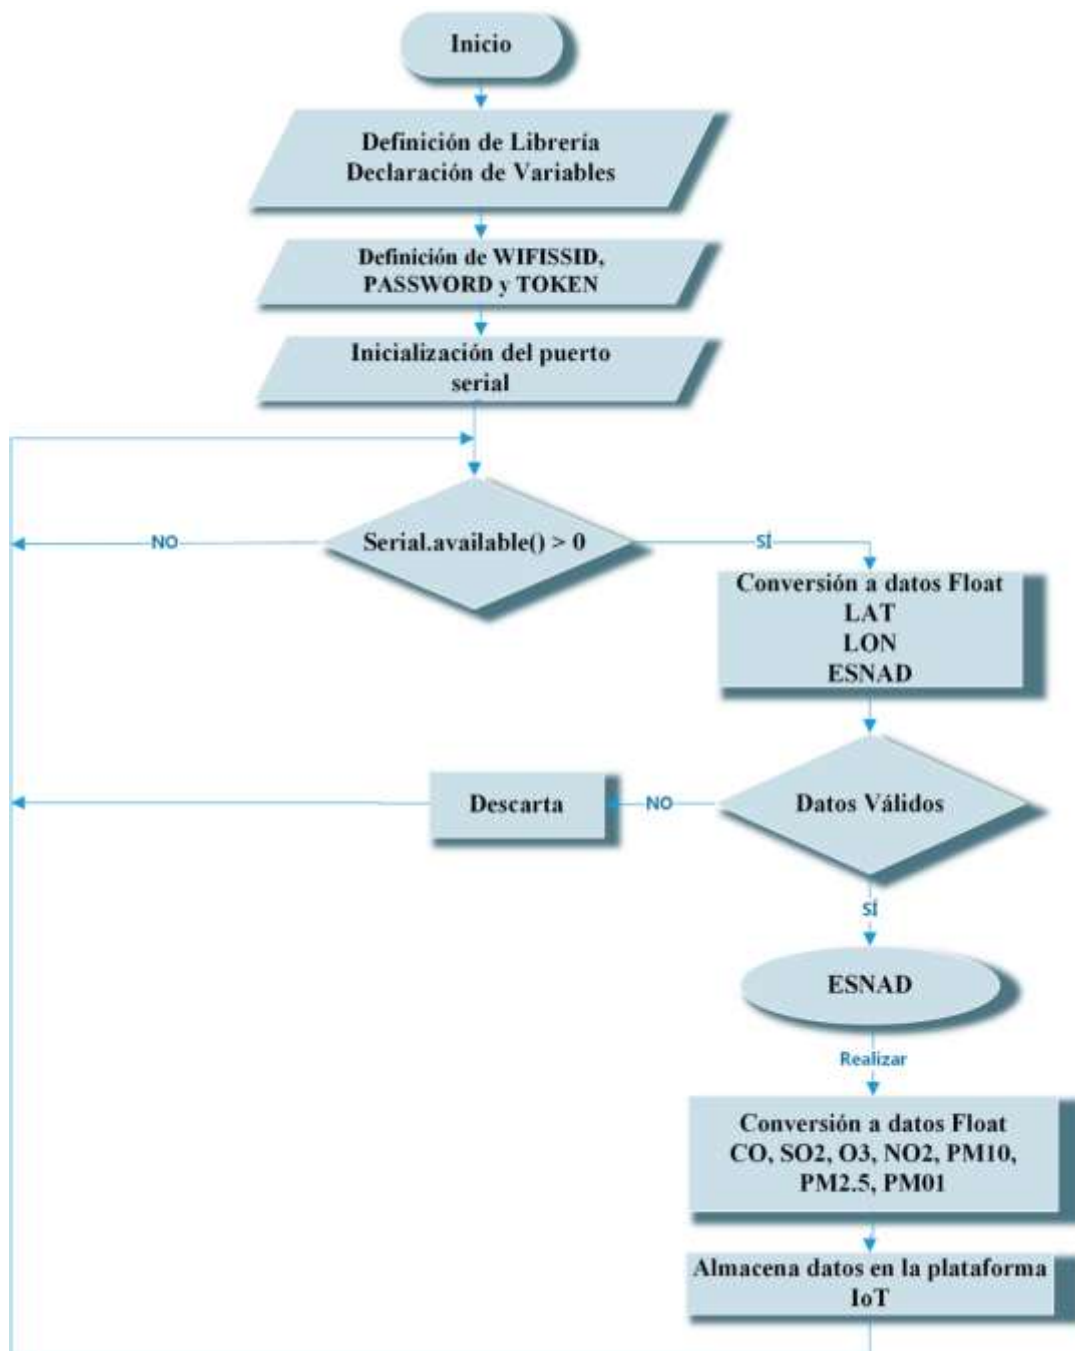 Inicio
Definición de Librería
Declaración de Variables
Definición de WIFISSID,
PASSWORD y TOKEN
Inicialización del puerto
serial
NO
Serial.available() > 0
SÍ
Conversión a datos Float
LAT
LON
ESNAD
Descarta
NO
Datos Válidos
SÍ
ESNAD
Realizar
Conversión a datos Float
CO, SO2, O3, NO2, PM10,
PM2.5, PM01
Almacena datos en la plataforma
IoT